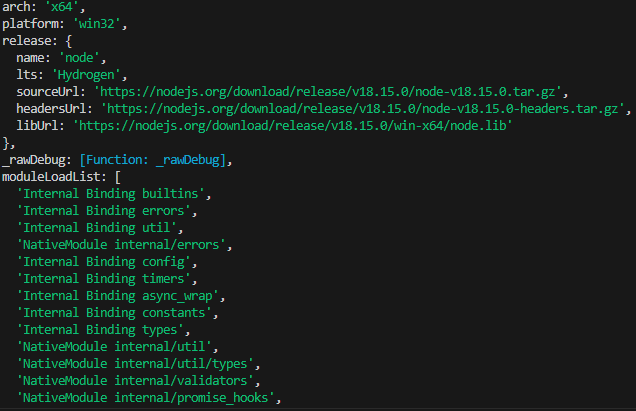 arch: 'x64',
platform: 'win32',
release: {
  name: 'node',
  lts: 'Hydrogen',
  sourceUrl: 'https://nodejs.org/download/release/v18.15.0/node-v18.15.0.tar.gz',
  headersUrl: 'https://nodejs.org/download/release/v18.15.0/node-v18.15.0-headers.tar.gz',
  libUrl: 'https://nodejs.org/download/release/v18.15.0/win-x64/node.lib'
},
_rawDebug: [Function: _rawDebug],
moduleLoadList: [
  'Internal Binding builtins',
  'Internal Binding errors',
  'Internal Binding util',
  'NativeModule internal/errors',
  'Internal Binding config',
  'Internal Binding timers',
  'Internal Binding async_wrap',
  'Internal Binding constants',
  'Internal Binding types',
  'NativeModule internal/util',
  'NativeModule internal/util/types',
  'NativeModule internal/validators',
  'NativeModule internal/promise_hooks',